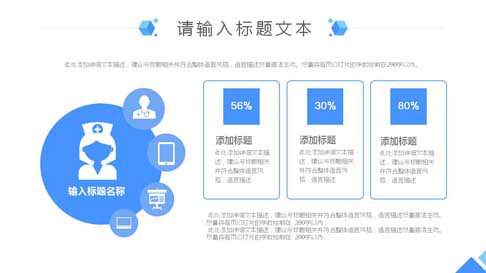 请输入标题文本
此处添加详细文本描述，建议与标题相关并符合整体语言风格，语言描述尽量简洁生动。尽量将每页幻灯片的字数控制在200字以内。
56%
添加标题
此处添加详细文本描述，建议与标题相关并符合整体语言风格，语言描述
30%
添加标题
此处添加详细文本描述，建议与标题相关并符合整体语言风格，语言描述
80%
添加标题
此处添加详细文本描述，建议与标题相关并符合整体语言风格，语言描述
输入标题名称
此处添加详细文本描述，建议与标题相关并符合整体语言风格，语言描述尽量简洁生动。
尽量将每页幻灯片的字数控制在 200字以内。
此处添加详细文本描述，建议与标题相关并符合整体语言风格，语言描述尽量简洁生动。
尽量将每页幻灯片的字数控制在 200字以内。